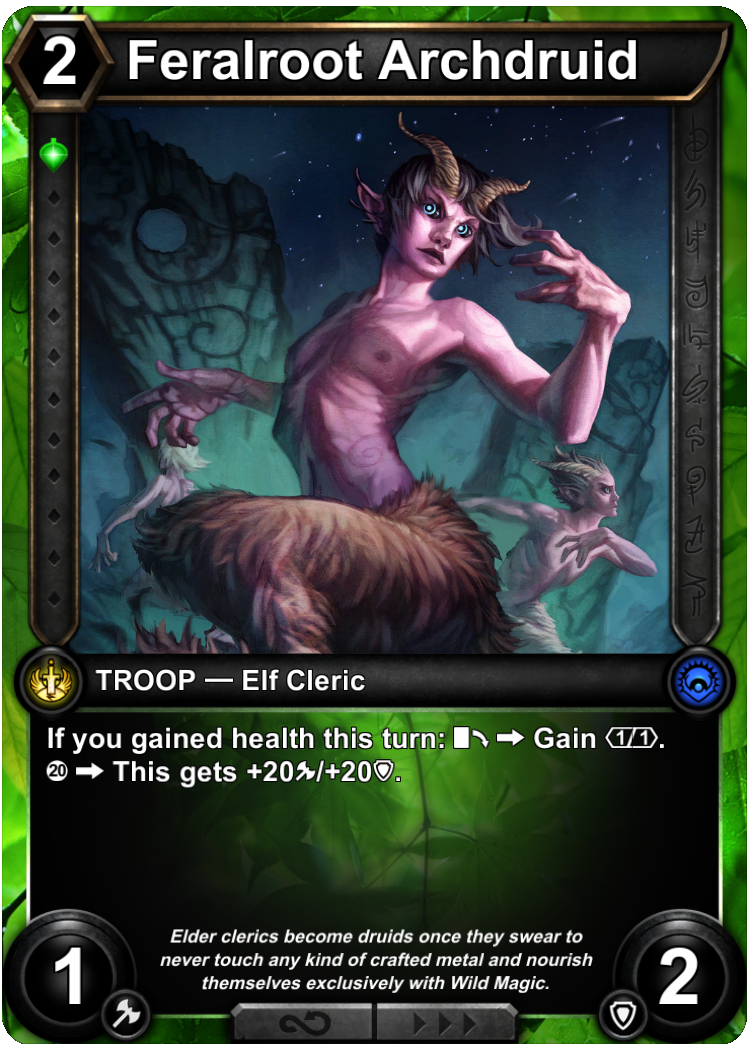 2 Feralroot Archdruid
TROOP — Elf Cleric
If you gained health this turn: ➡ Gain ⟨1/1⟩.
20 ➡ This gets +20/+20.
Elder clerics become druids once they swear to
never touch any kind of crafted metal and nourish
themselves exclusively with Wild Magic.
1
2